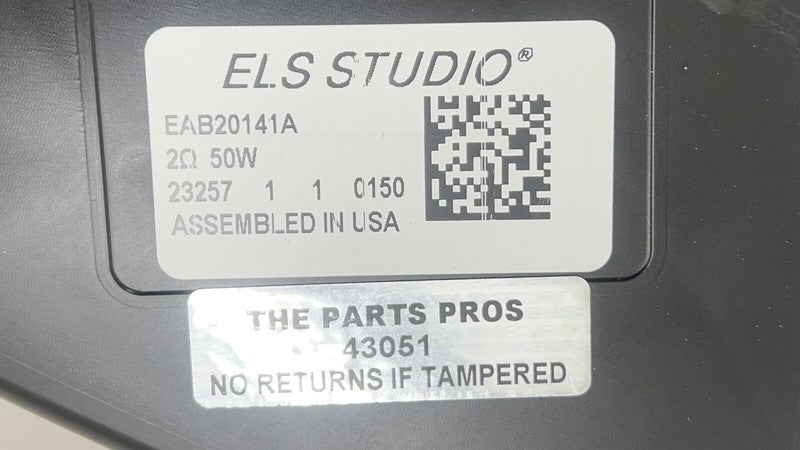 ELS STUDIO®
EAB20141A
2Ω 50W
23257 1 1 0150
ASSEMBLED IN USA
THE PARTS PROS
43051
NO RETURNS IF TAMPERED